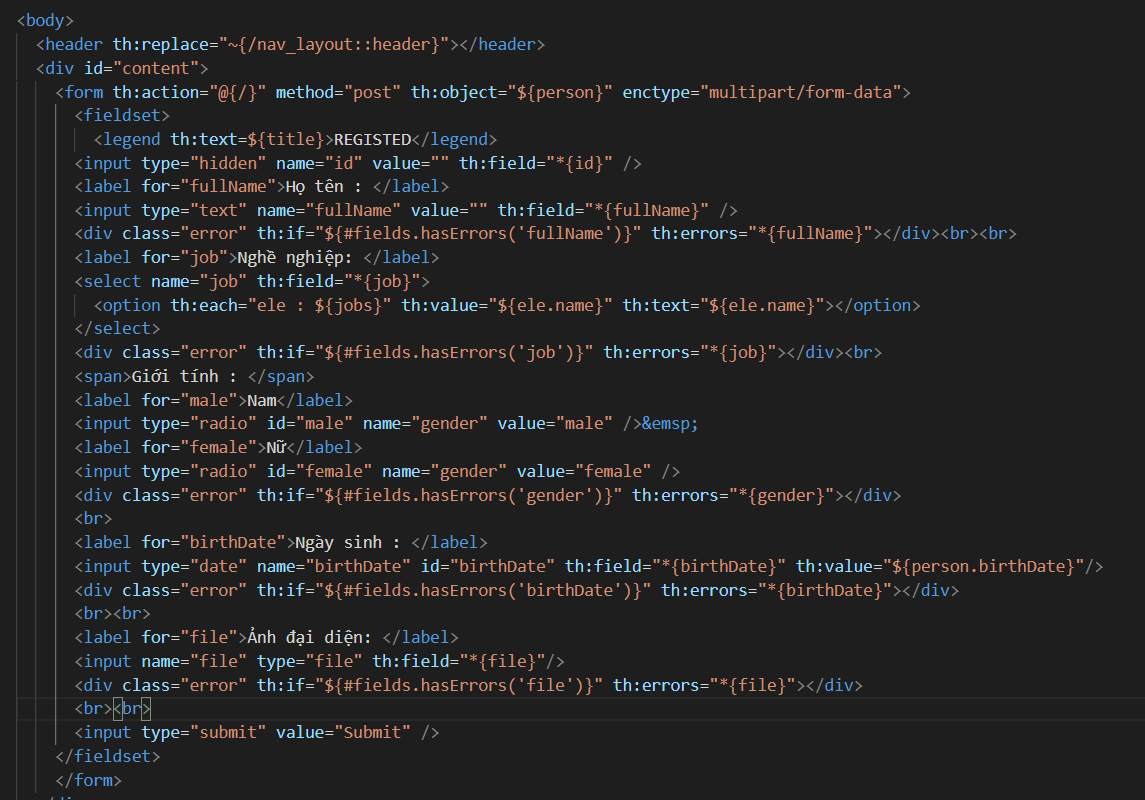 <body>
<header th:replace="~{/nav_layout::header}"></header>
<div id="content">
<form th:action="@{/}" method="post" th:object="${person}" enctype="multipart/form-data">
<fieldset>
<legend th:text=${title}>REGISTED</legend>
<input type="hidden" name="id" value="" th:field="*{id}" />
<label for="fullName">Họ tên : </label>
<input type="text" name="fullName" value="" th:field="*{fullName}" />
<div class="error" th:if="${#fields.hasErrors('fullName')}" th:errors="*{fullName}"></div><br><br>
<label for="job">Nghề nghiệp: </label>
<select name="job" th:field="*{job}">
<option th:each="ele : ${jobs}" th:value="${ele.name}" th:text="${ele.name}"></option>
</select>
<div class="error" th:if="${#fields.hasErrors('job')}" th:errors="*{job}"></div><br>
<span>Giới tính : </span>
<label for="male">Nam</label>
<input type="radio" id="male" name="gender" value="male" />&emsp;
<label for="female">Nữ</label>
<input type="radio" id="female" name="gender" value="female" />
<div class="error" th:if="${#fields.hasErrors('gender')}" th:errors="*{gender}"></div>
<br>
<label for="birthDate">Ngày sinh : </label>
<input type="date" name="birthDate" id="birthDate" th:field="*{birthDate}" th:value="${person.birthDate}"/>
<div class="error" th:if="${#fields.hasErrors('birthDate')}" th:errors="*{birthDate}"></div>
<br><br>
<label for="file">Ảnh đại diện: </label>
<input name="file" type="file" th:field="*{file}"/>
<div class="error" th:if="${#fields.hasErrors('file')}" th:errors="*{file}"></div>
<br><br>
<input type="submit" value="Submit" />
</fieldset>
</form>